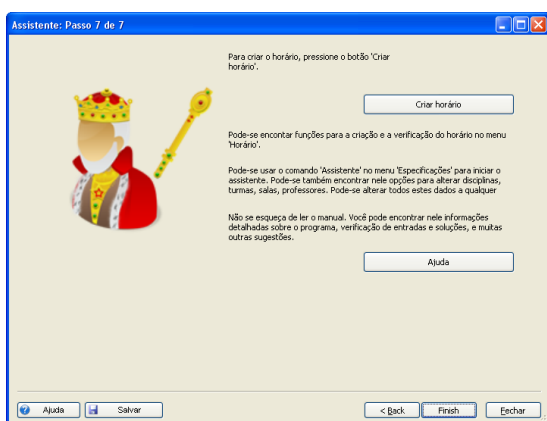 Assistente: Passo 7 de 7
Para criar o horário, pressione o botão 'Criar
horário'.
Criar horário
Pode-se encontar funções para a criação e a verificação do horário no menu
'Horário'.
Pode-se usar o comando 'Assistente' no menu 'Especificações' para iniciar o
assistente. Pode-se também encontrar nele opções para alterar disciplinas,
turmas, salas, professores. Pode-se alterar todos estes dados a qualquer
Não se esqueça de ler o manual. Você pode encontrar nele informações
detalhadas sobre o programa, verificação de entradas e soluções, e muitas
outras sugestões.
Ajuda
Ajuda Salvar < Back Finish Fechar